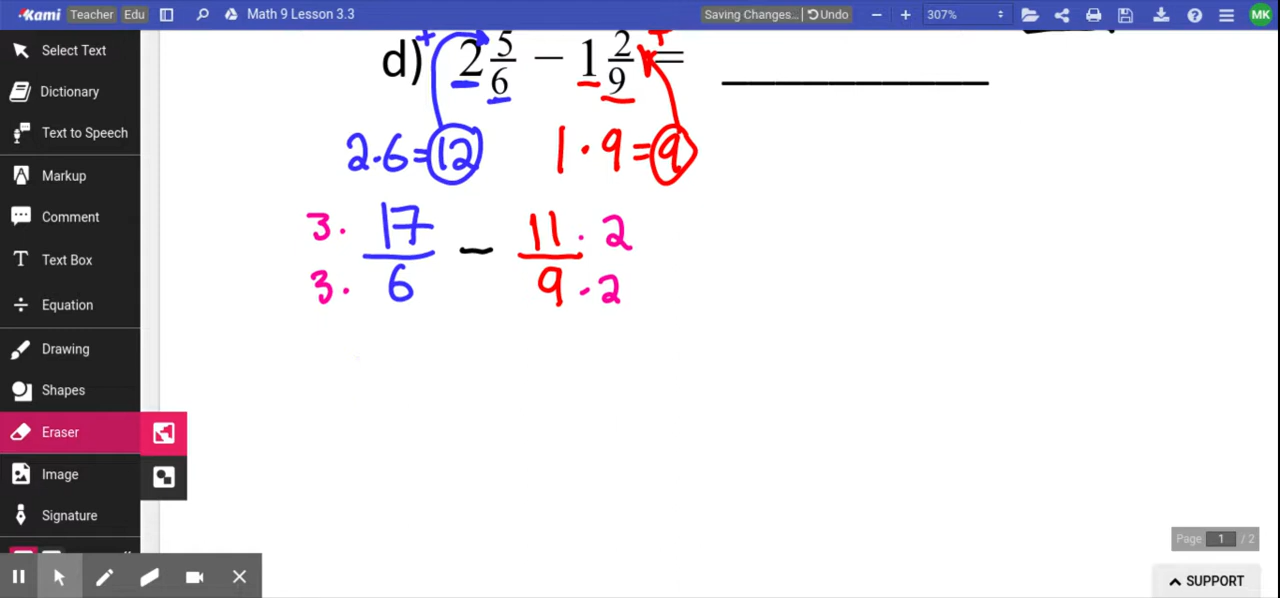 Kami Teacher Edu Math 9 Lesson 3.3 Saving Changes... Undo − + 307% MK
Select Text
Dictionary
Text to Speech
Markup
Comment
T Text Box
Equation
Drawing
Shapes
Eraser
Image
Signature
d) 2 5/6 − 1 2/9 = ____________
+ +
2·6=12 1·9=9
3· 17/6 − 11/9 ·2
3· ·2
Page 1 / 2
SUPPORT